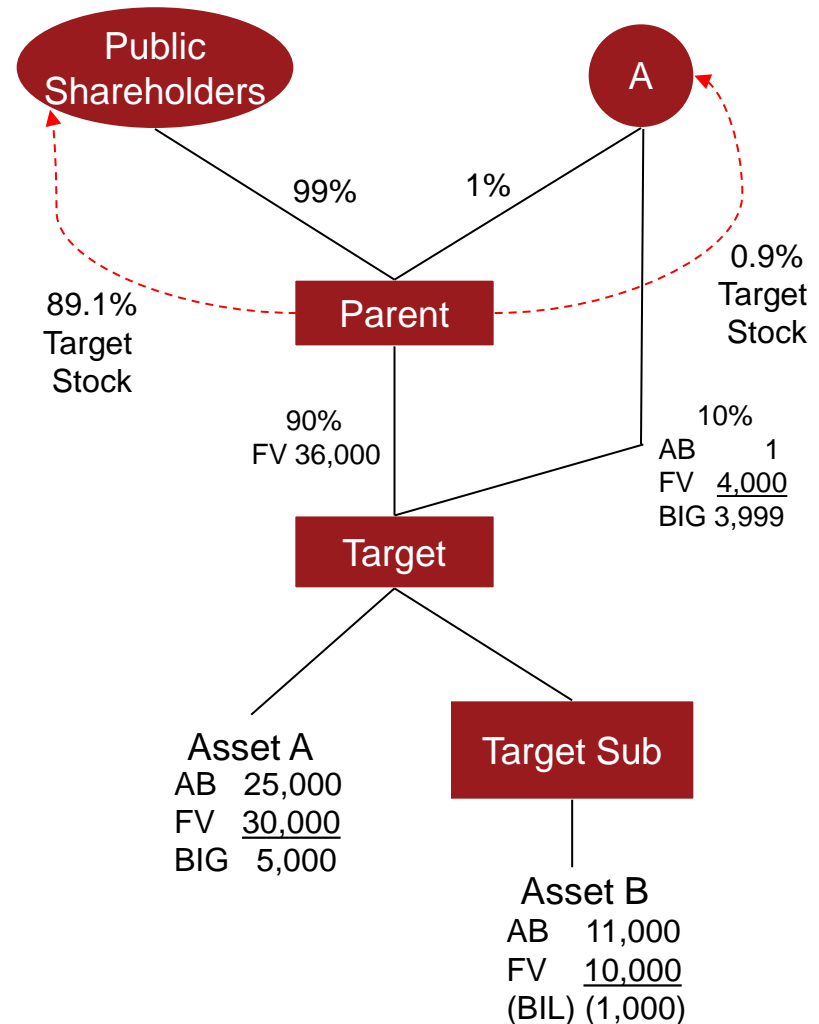 Public
Shareholders
A
99%
1%
0.9%
Target
Stock
89.1%
Target
Stock
Parent
90%
FV 36,000
10%
AB 1
FV 4,000
BIG 3,999
Target
Asset A
AB 25,000
FV 30,000
BIG 5,000
Target Sub
Asset B
AB 11,000
FV 10,000
(BIL) (1,000)